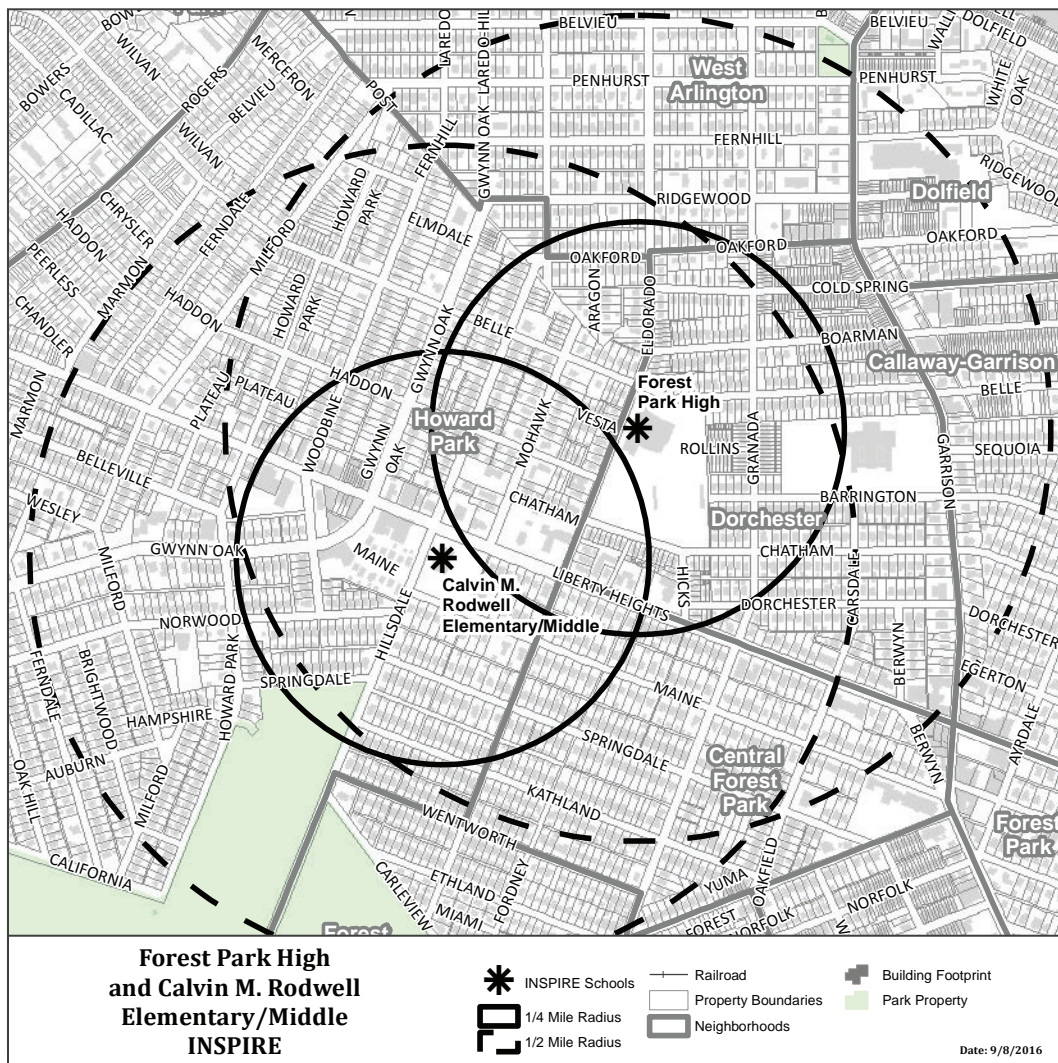 BELVIEU
BELVIEU
LAREDO
LAREDO HIL
DOLFIELD
BOWERS
WILVAN
MERCERON
ROGERS
BELVIEU
POST
PENHURST
West
Arlington
PENHURST
WHITE
OAK
CADILLAC
WILVAN
GWYNN OAK
FERNHILL
FERNHILL
RIDGEWOOD
Dolfield
RIDGEWOOD
HADDON
CHRYSLER
FERNDALE
MILFORD
HOWARD
PARK
ELMDALE
OAKFORD
OAKFORD
OAKFORD
PEERLESS
MARMON
COLD SPRING
CHANDLER
HADDON
HOWARD
PARK
GWYNN OAK
BELLE
ARAGON
ELDORADO
BOARMAN
Callaway-Garrison
MARMON
PLATEAU
PLATEAU
HADDON
WOODBINE
Forest
Park High
BELLE
Howard
Park
GWYNN
OAK
MOHAWK
VESTA
ROLLINS
GRANADA
GARRISON
SEQUOIA
BELLEVILLE
WESLEY
CHATHAM
BARRINGTON
Dorchester
GWYNN OAK
MILFORD
MAINE
Calvin M.
Rodwell
Elementary/Middle
LIBERTY HEIGHTS
HICKS
CHATHAM
CARSDALE
DORCHESTER
DORCHESTER
NORWOOD
HILLSDALE
FERNDALE
BRIGHTWOOD
HOWARD PARK
SPRINGDALE
BERWYN
EGERTON
MAINE
HAMPSHIRE
SPRINGDALE
BERWYN
AYRDALE
OAK HILL
AUBURN
MILFORD
Central
Forest
Park
KATHLAND
WENTWORTH
Forest
Park
CALIFORNIA
CARLEVIEW
ETHLAND
FORDNEY
YUMA
OAKFIELD
NORFOLK
MIAMI
FOREST
NORFOLK
Forest
Forest Park High
and Calvin M. Rodwell
Elementary/Middle
INSPIRE
INSPIRE Schools
1/4 Mile Radius
1/2 Mile Radius
Railroad
Property Boundaries
Neighborhoods
Building Footprint
Park Property
Date: 9/8/2016